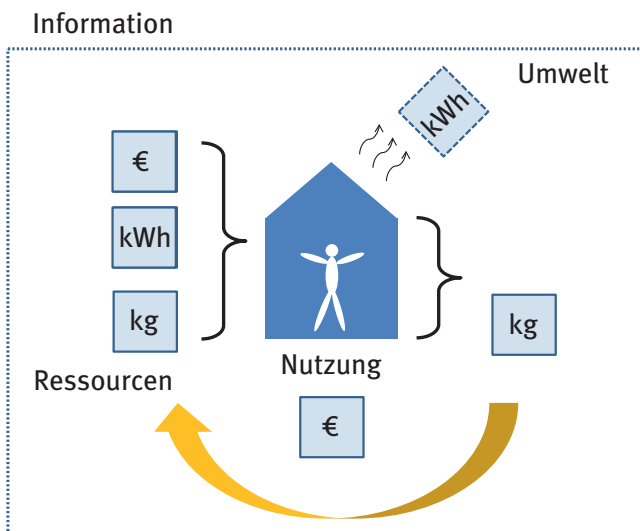 Information
Umwelt
kWh
€
kWh
kg
Ressourcen
Nutzung
€
kg